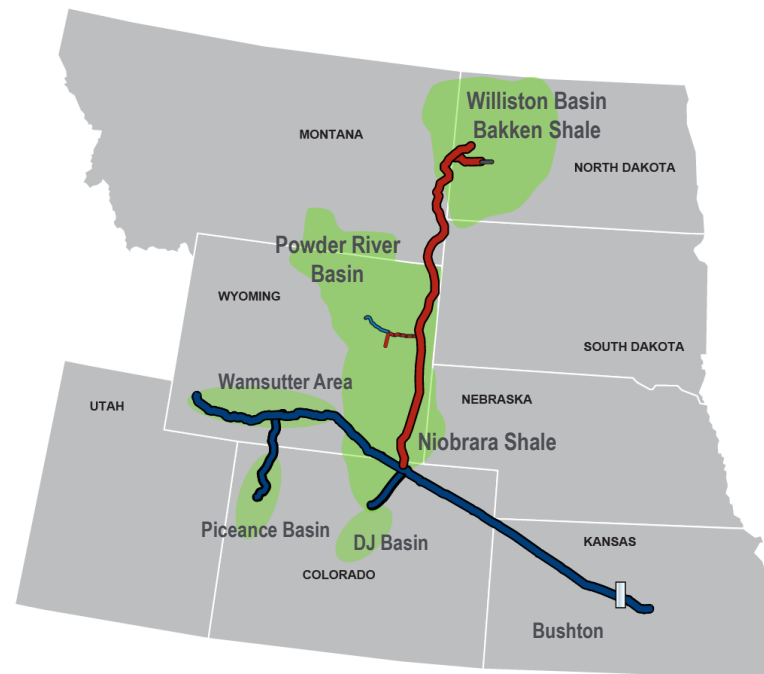 Williston Basin
Bakken Shale
MONTANA
NORTH DAKOTA
Powder River
Basin
WYOMING
SOUTH DAKOTA
Wamsutter Area
UTAH
NEBRASKA
Niobrara Shale
Piceance Basin
DJ Basin
KANSAS
COLORADO
Bushton